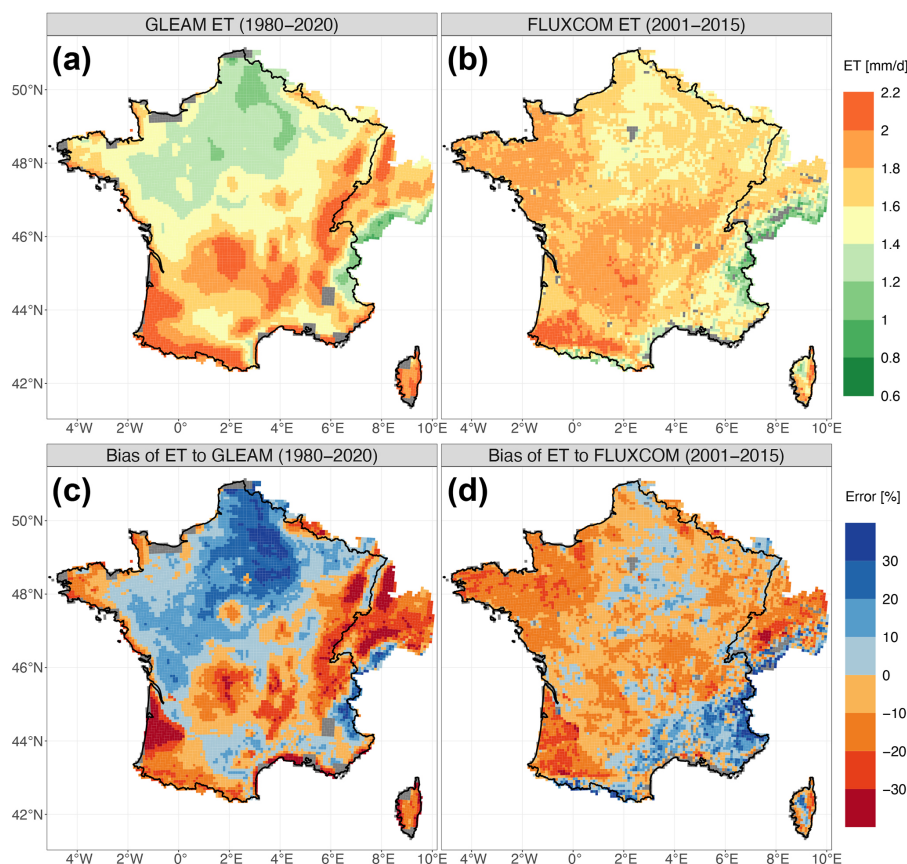 GLEAM ET (1980−2020)
FLUXCOM ET (2001−2015)
(a)
(b)
50°N
48°N
46°N
44°N
42°N
4°W 2°W 0° 2°E 4°E 6°E 8°E 10°E
4°W 2°W 0° 2°E 4°E 6°E 8°E 10°E
ET [mm/d]
2.2
2
1.8
1.6
1.4
1.2
1
0.8
0.6
Bias of ET to GLEAM (1980−2020)
Bias of ET to FLUXCOM (2001−2015)
(c)
(d)
50°N
48°N
46°N
44°N
42°N
4°W 2°W 0° 2°E 4°E 6°E 8°E 10°E
4°W 2°W 0° 2°E 4°E 6°E 8°E 10°E
Error [%]
30
20
10
0
−10
−20
−30